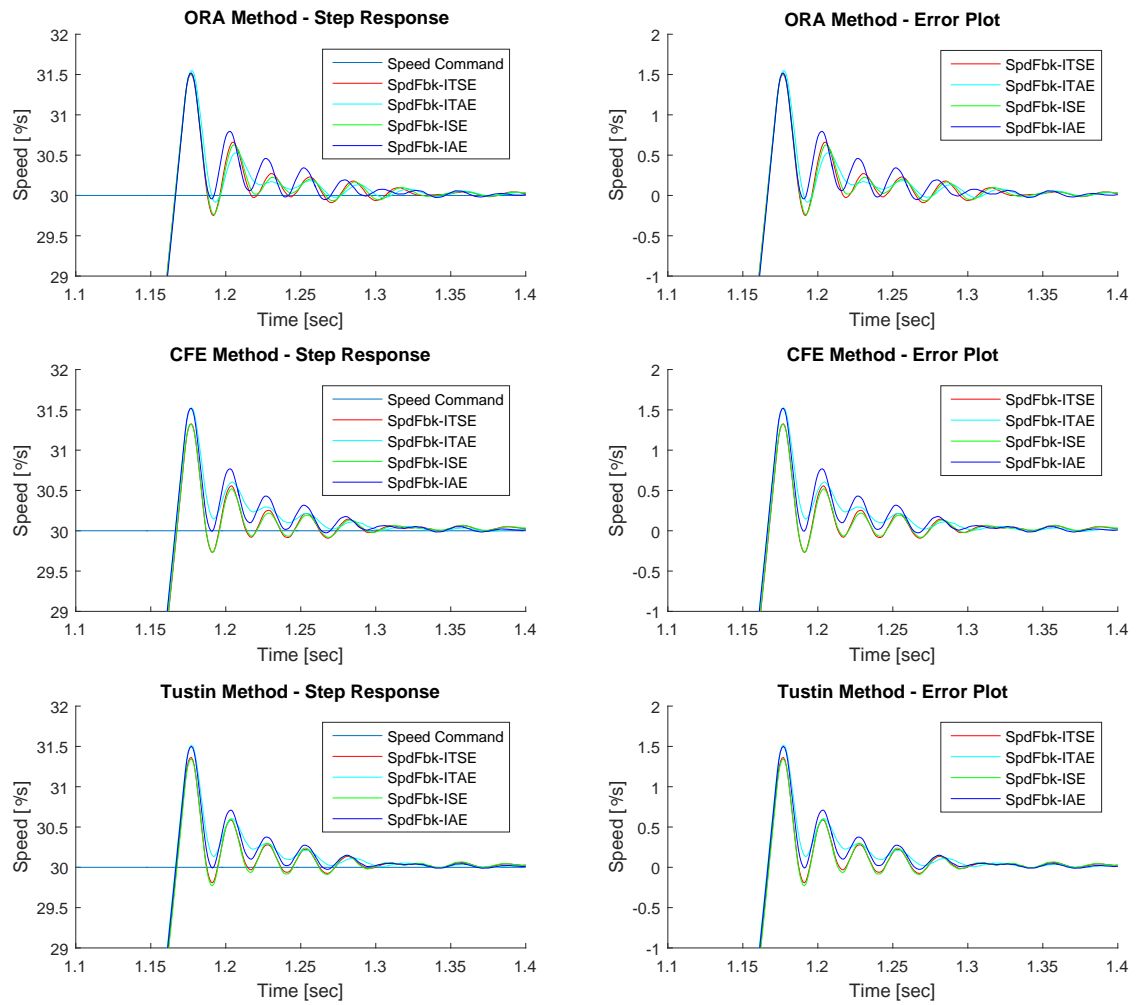 ORA Method - Step Response
32
31.5
31
30.5
30
29.5
29
Speed [º/s]
1.1 1.15 1.2 1.25 1.3 1.35 1.4
Time [sec]
Speed Command
SpdFbk-ITSE
SpdFbk-ITAE
SpdFbk-ISE
SpdFbk-IAE
ORA Method - Error Plot
2
1.5
1
0.5
0
-0.5
-1
Speed [º/s]
1.1 1.15 1.2 1.25 1.3 1.35 1.4
Time [sec]
SpdFbk-ITSE
SpdFbk-ITAE
SpdFbk-ISE
SpdFbk-IAE
CFE Method - Step Response
32
31.5
31
30.5
30
29.5
29
Speed [º/s]
1.1 1.15 1.2 1.25 1.3 1.35 1.4
Time [sec]
Speed Command
SpdFbk-ITSE
SpdFbk-ITAE
SpdFbk-ISE
SpdFbk-IAE
CFE Method - Error Plot
2
1.5
1
0.5
0
-0.5
-1
Speed [º/s]
1.1 1.15 1.2 1.25 1.3 1.35 1.4
Time [sec]
SpdFbk-ITSE
SpdFbk-ITAE
SpdFbk-ISE
SpdFbk-IAE
Tustin Method - Step Response
32
31.5
31
30.5
30
29.5
29
Speed [º/s]
1.1 1.15 1.2 1.25 1.3 1.35 1.4
Time [sec]
Speed Command
SpdFbk-ITSE
SpdFbk-ITAE
SpdFbk-ISE
SpdFbk-IAE
Tustin Method - Error Plot
2
1.5
1
0.5
0
-0.5
-1
Speed [º/s]
1.1 1.15 1.2 1.25 1.3 1.35 1.4
Time [sec]
SpdFbk-ITSE
SpdFbk-ITAE
SpdFbk-ISE
SpdFbk-IAE